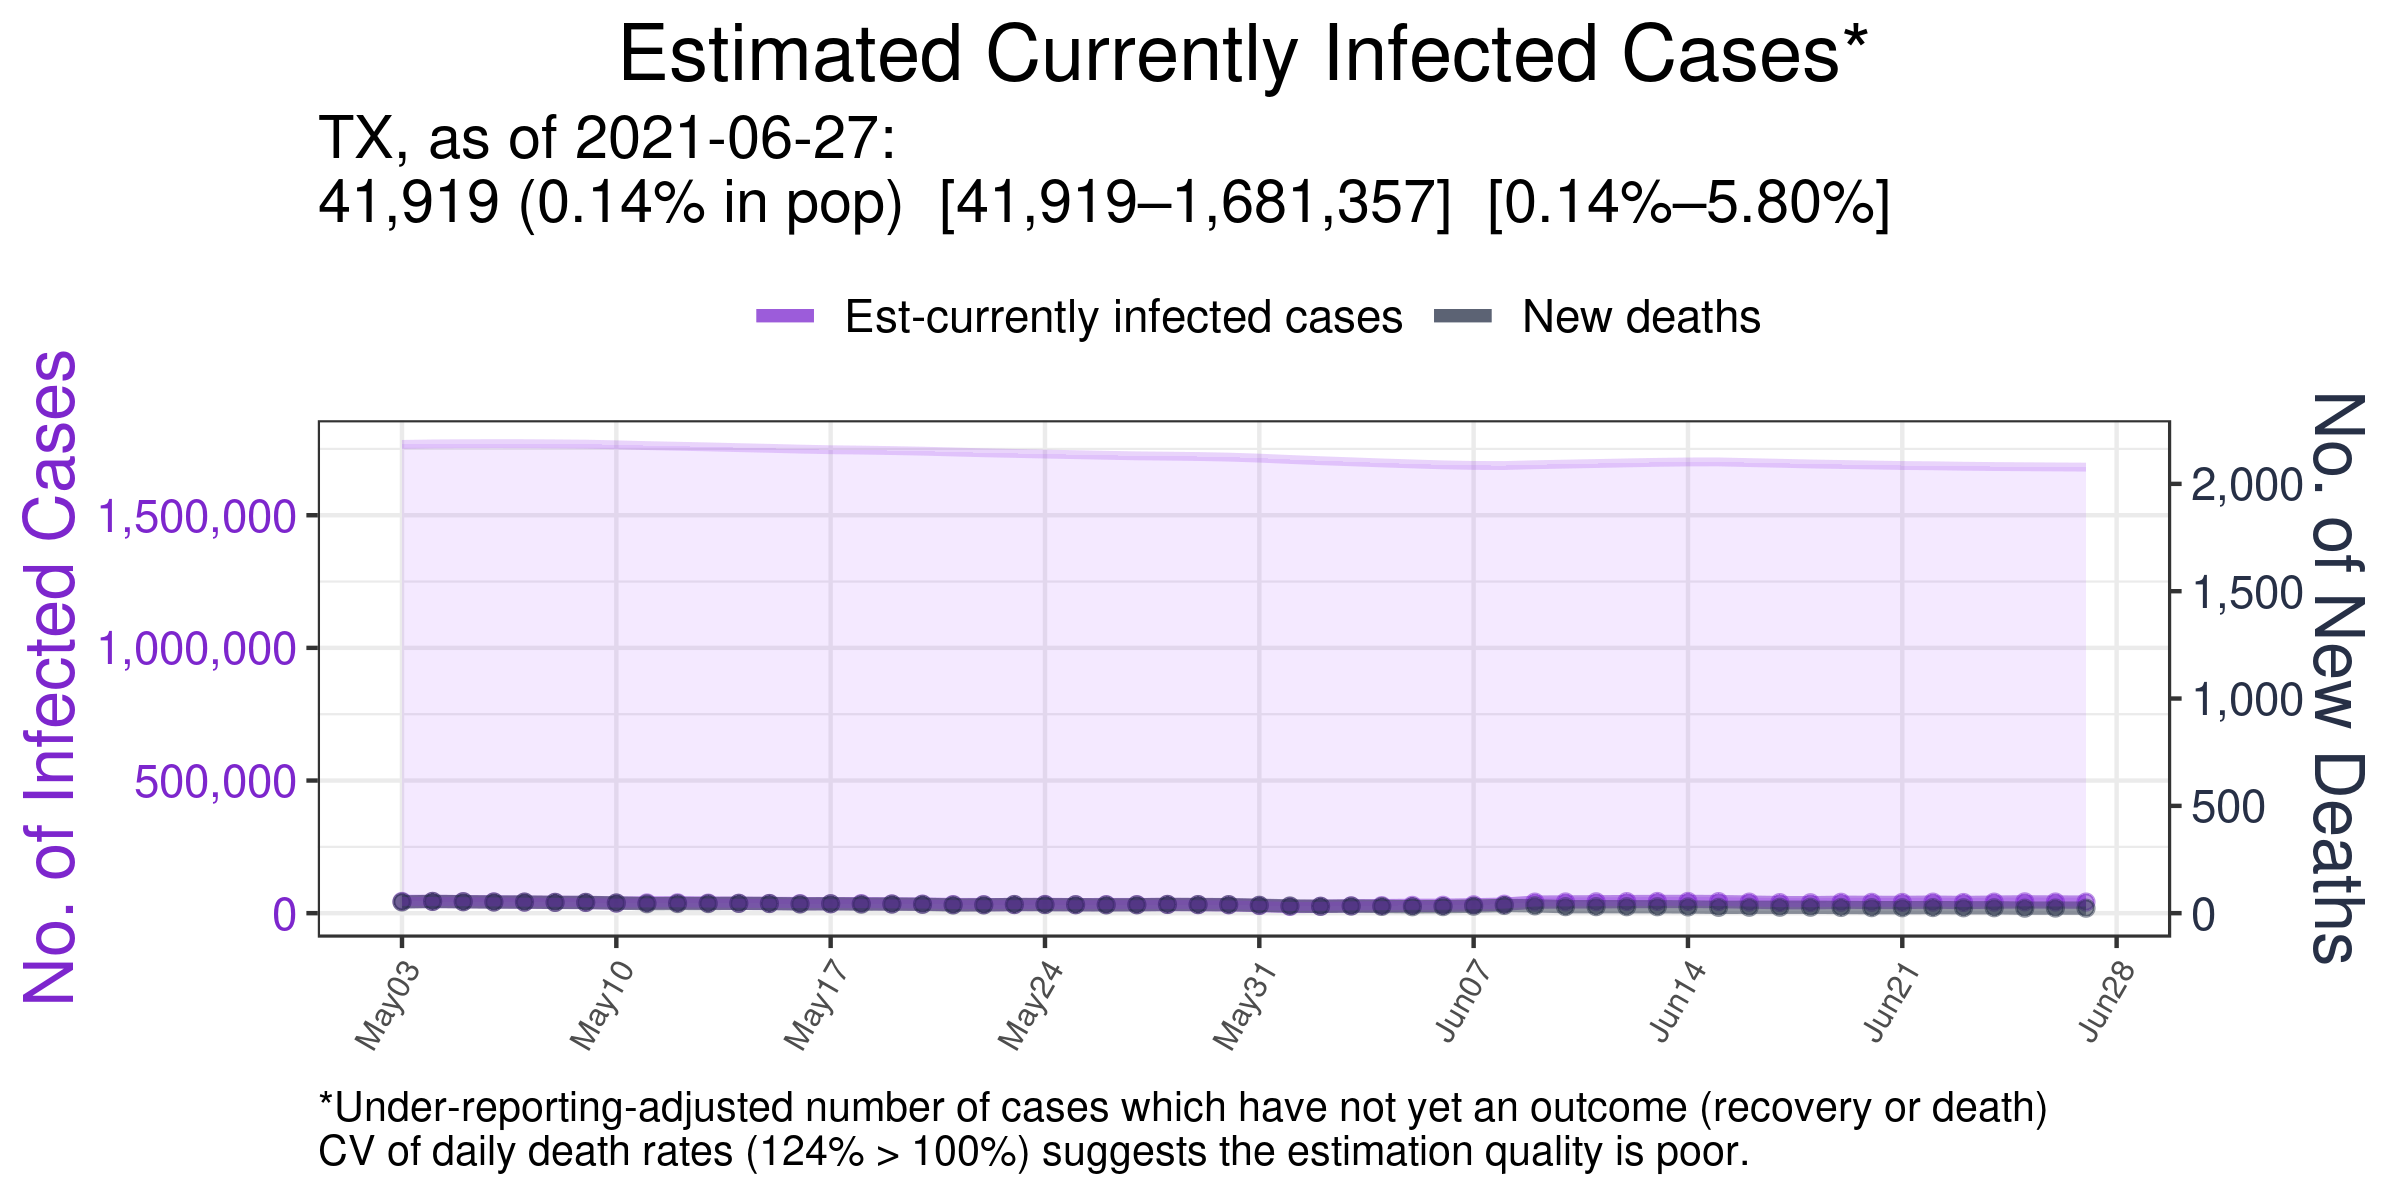 Estimated Currently Infected Cases*
TX, as of 2021-06-27:
41,919 (0.14% in pop)  [41,919–1,681,357]  [0.14%–5.80%]
Est-currently infected cases
New deaths
No. of Infected Cases
1,500,000
1,000,000
500,000
0
2,000
1,500
1,000
500
0
No. of New Deaths
May03
May10
May17
May24
May31
Jun07
Jun14
Jun21
Jun28
*Under-reporting-adjusted number of cases which have not yet an outcome (recovery or death)
CV of daily death rates (124% > 100%) suggests the estimation quality is poor.